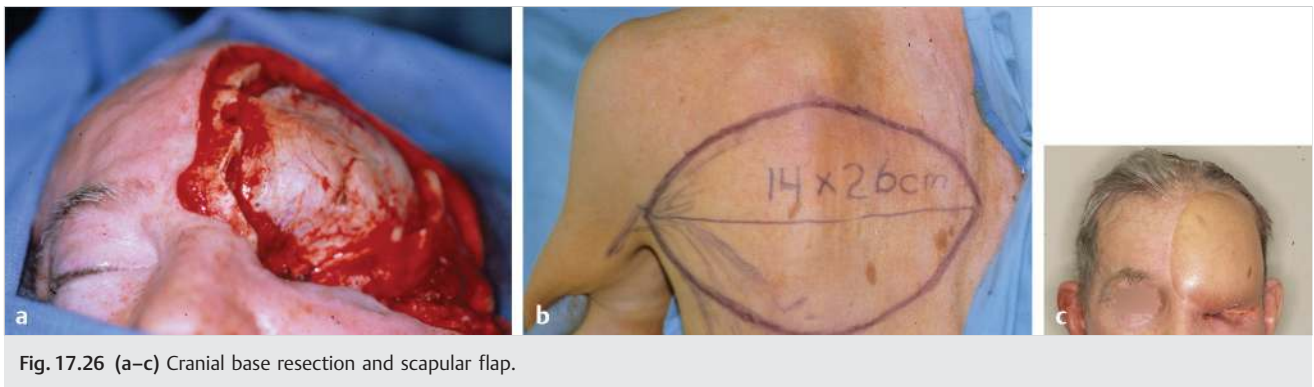 a
14 x 26cm
b
c
Fig. 17.26 (a–c) Cranial base resection and scapular flap.